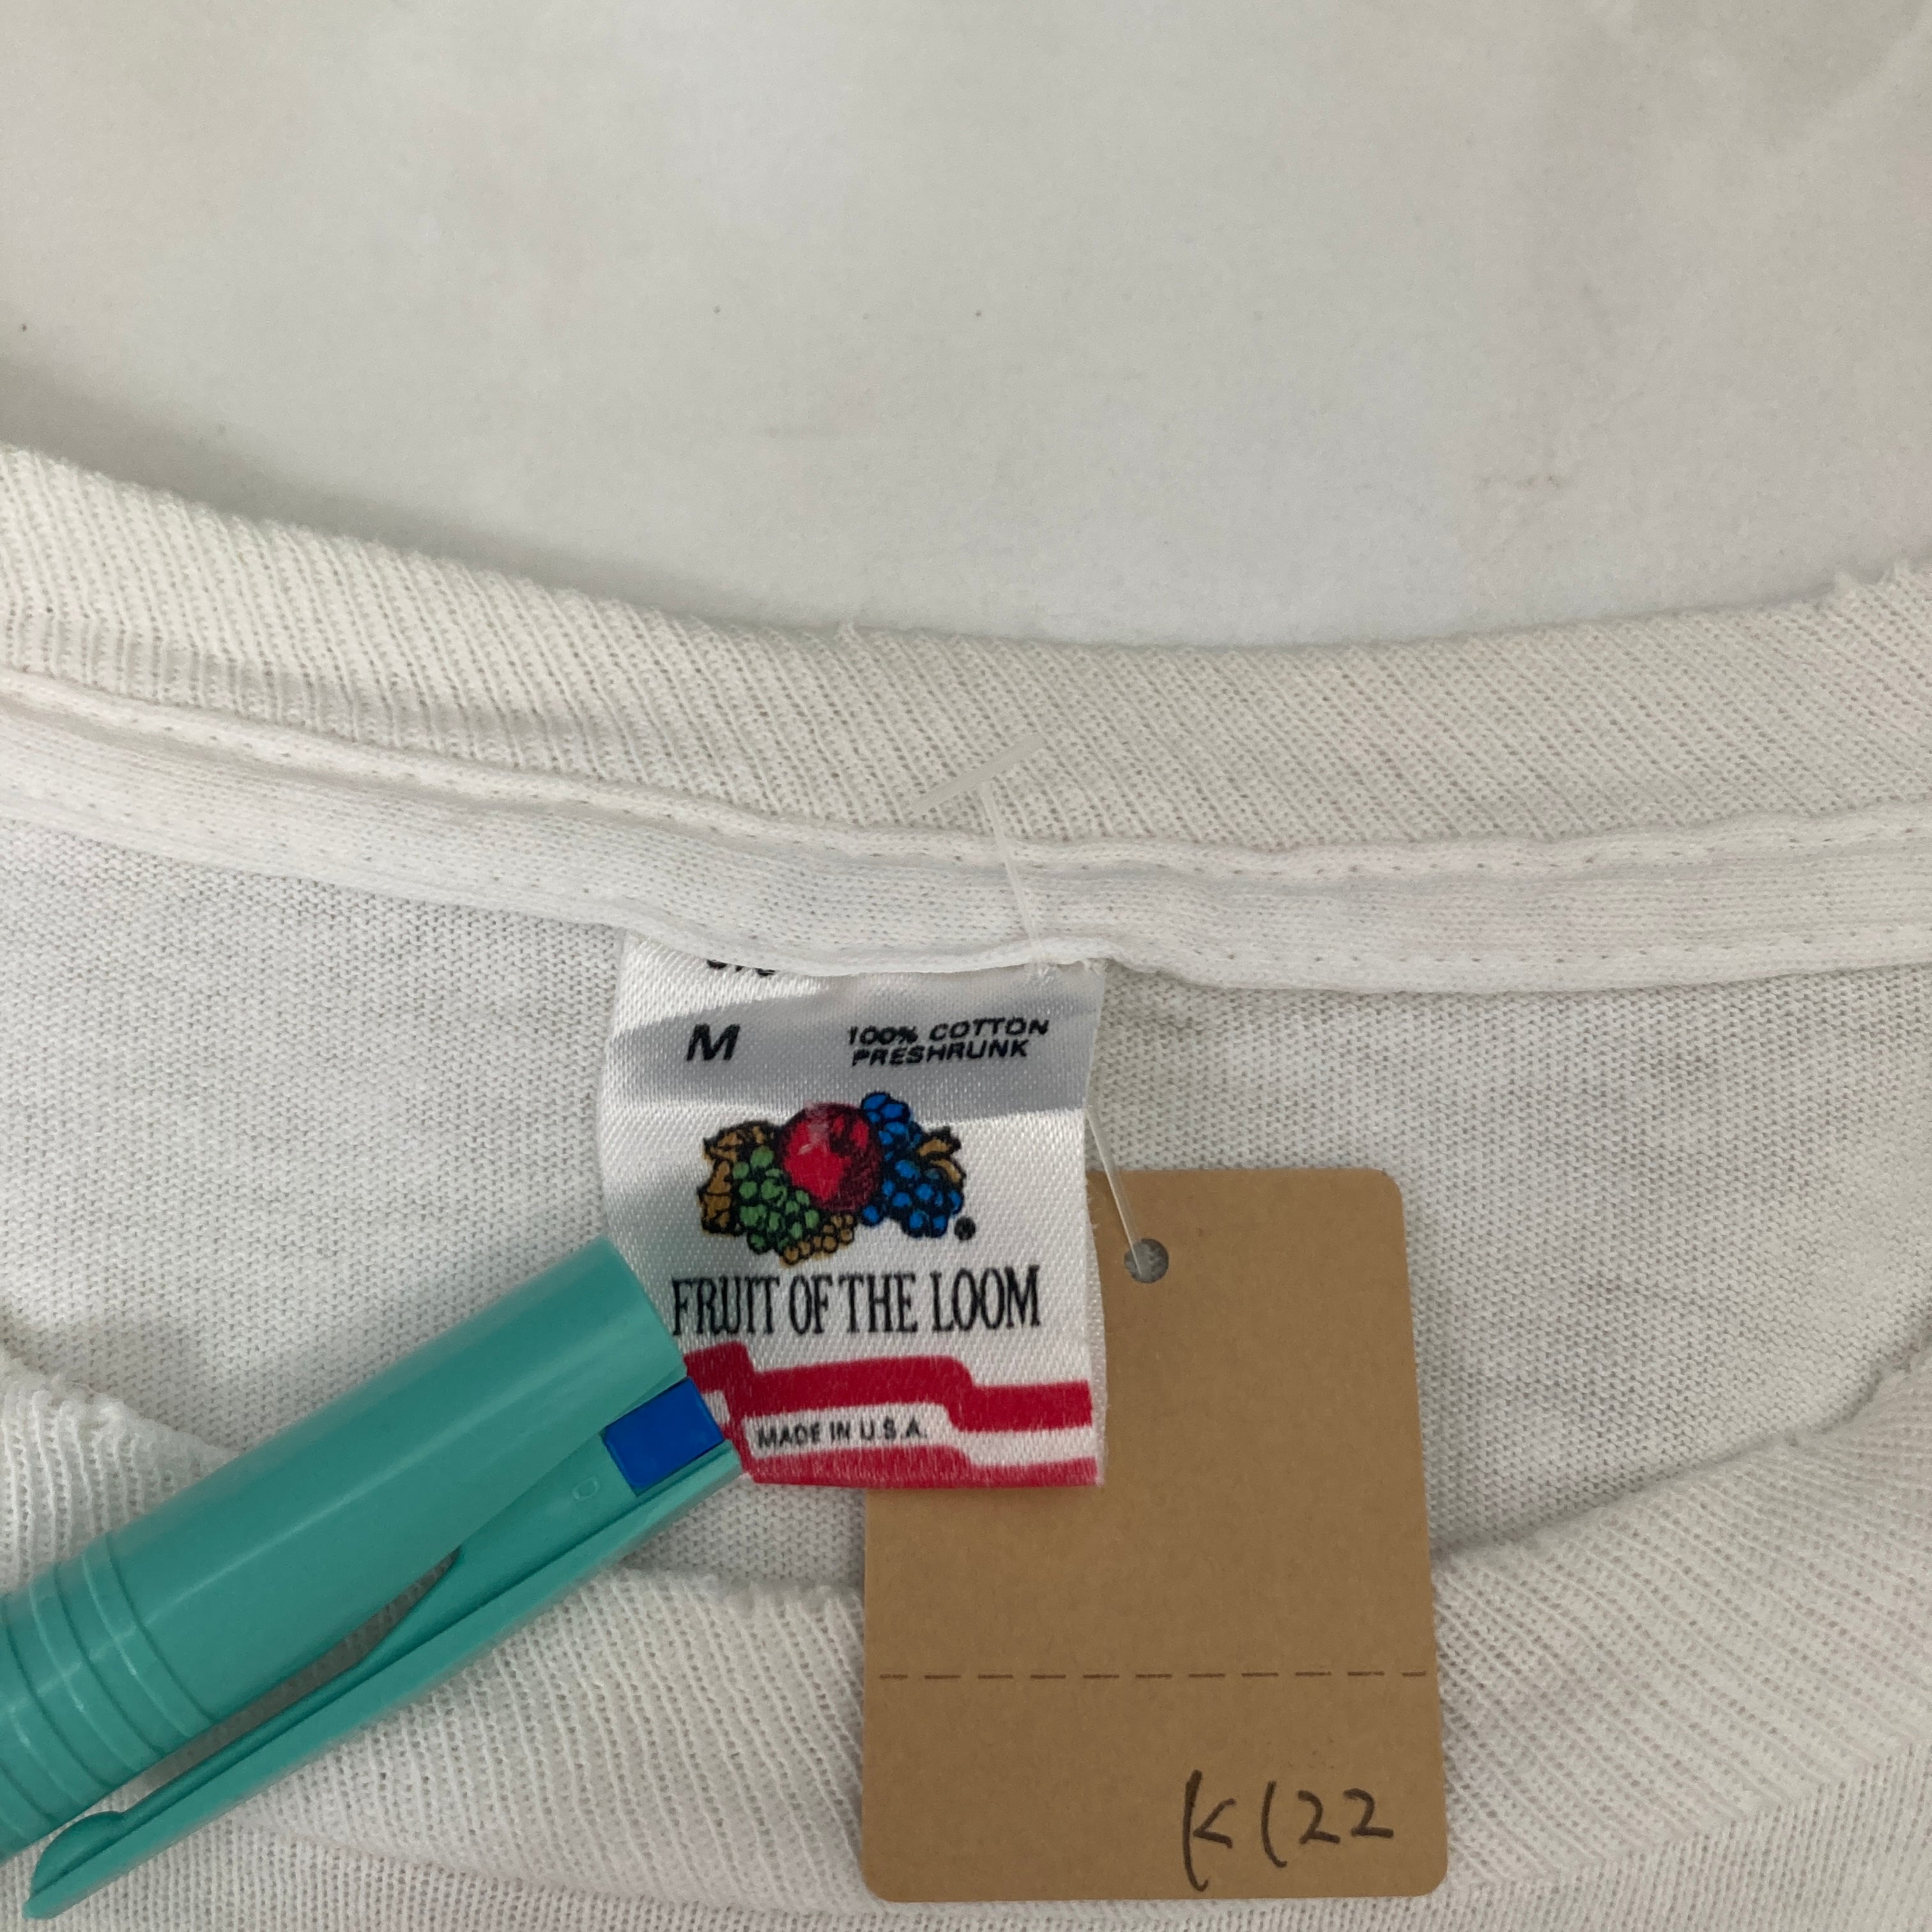 M
100% COTTON
PRESHRUNK
FRUIT OF THE LOOM
MADE IN U.S.A.
K122